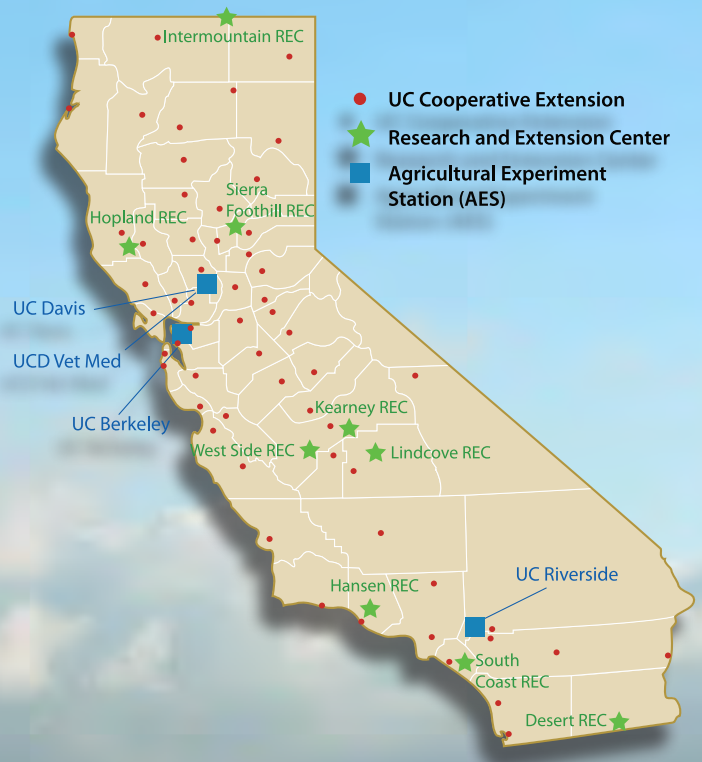 Intermountain REC
UC Cooperative Extension
Research and Extension Center
Agricultural Experiment
Station (AES)
Sierra
Foothill REC
Hopland REC
UC Davis
UCD Vet Med
UC Berkeley
Kearney REC
West Side REC
Lindcove REC
UC Riverside
Hansen REC
South
Coast REC
Desert REC